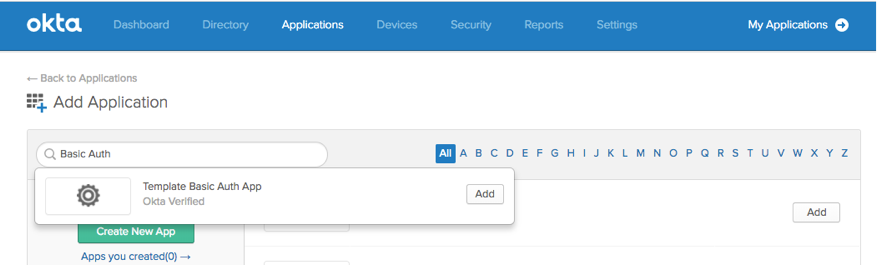 okta Dashboard Directory Applications Devices Security Reports Settings My Applications
← Back to Applications
Add Application
Basic Auth
All A B C D E F G H I J K L M N O P Q R S T U V W X Y Z
Template Basic Auth App
Okta Verified
Add
Add
Create New App
Apps you created(0) →